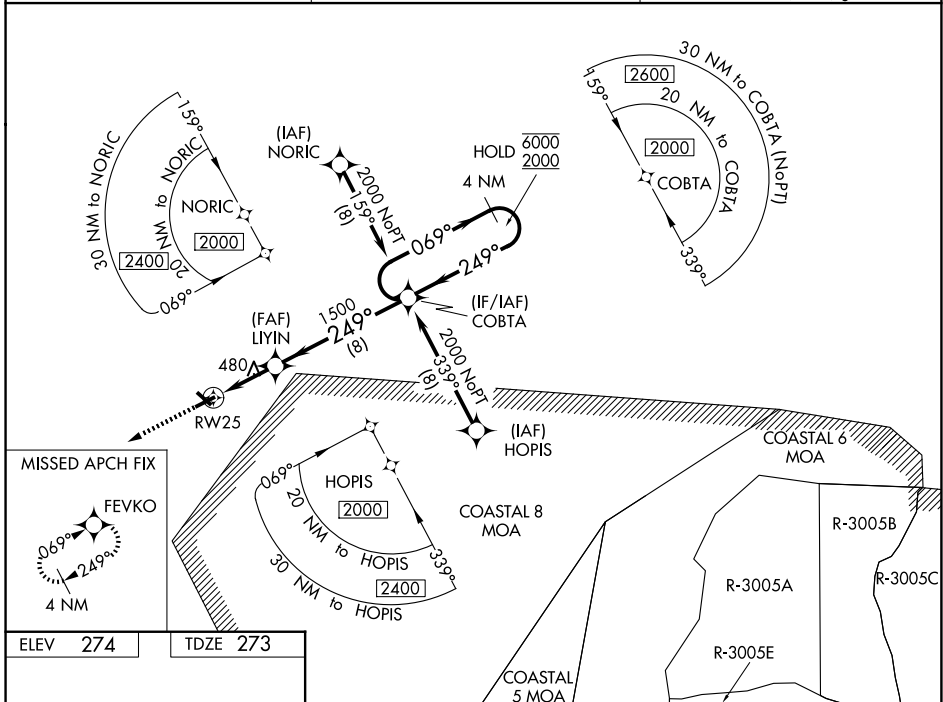 30 NM to NORIC
159°
20 NM to NORIC
NORIC
2000
2400
069°
(IAF)
NORIC
2000 NoPT
159°
(8)
HOLD 6000
2000
4 NM
069°
249°
(IF/IAF)
COBTA
30 NM to COBTA (NoPT)
2600
159°
20 NM to COBTA
2000
COBTA
339°
(FAF)
LIYIN
1500
249°
(8)
480
RW25
2000 NoPT
339°
(8)
(IAF)
HOPIS
MISSED APCH FIX
FEVKO
069°
249°
4 NM
069°
HOPIS
2000
20 NM to HOPIS
30 NM to HOPIS
2400
339°
COASTAL 8
MOA
COASTAL 6
MOA
R-3005B
R-3005A
R-3005C
R-3005E
COASTAL
5 MOA
ELEV 274
TDZE 273